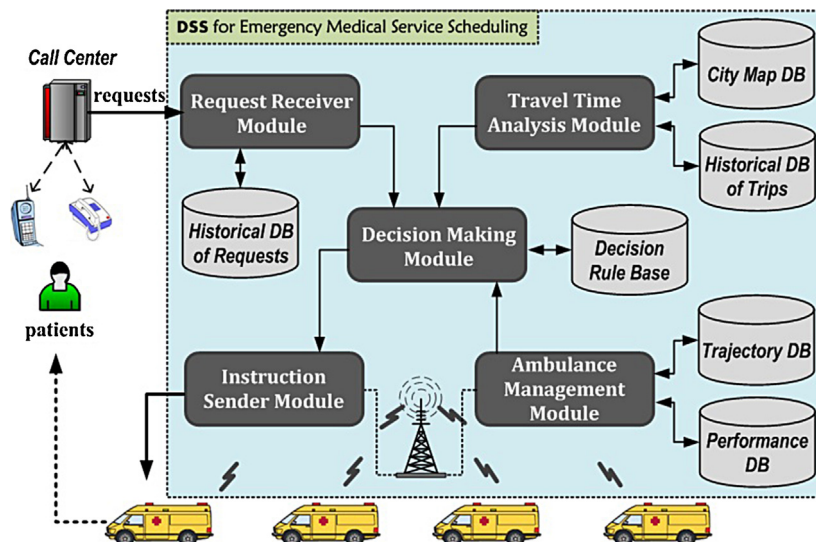 DSS for Emergency Medical Service Scheduling
Call Center
requests
Request Receiver
Module
Travel Time
Analysis Module
City Map
DB
Historical DB
of Trips
Historical DB
of Requests
Decision Making
Module
Decision
Rule Base
patients
Instruction
Sender Module
Ambulance
Management
Module
Trajectory DB
Performance
DB